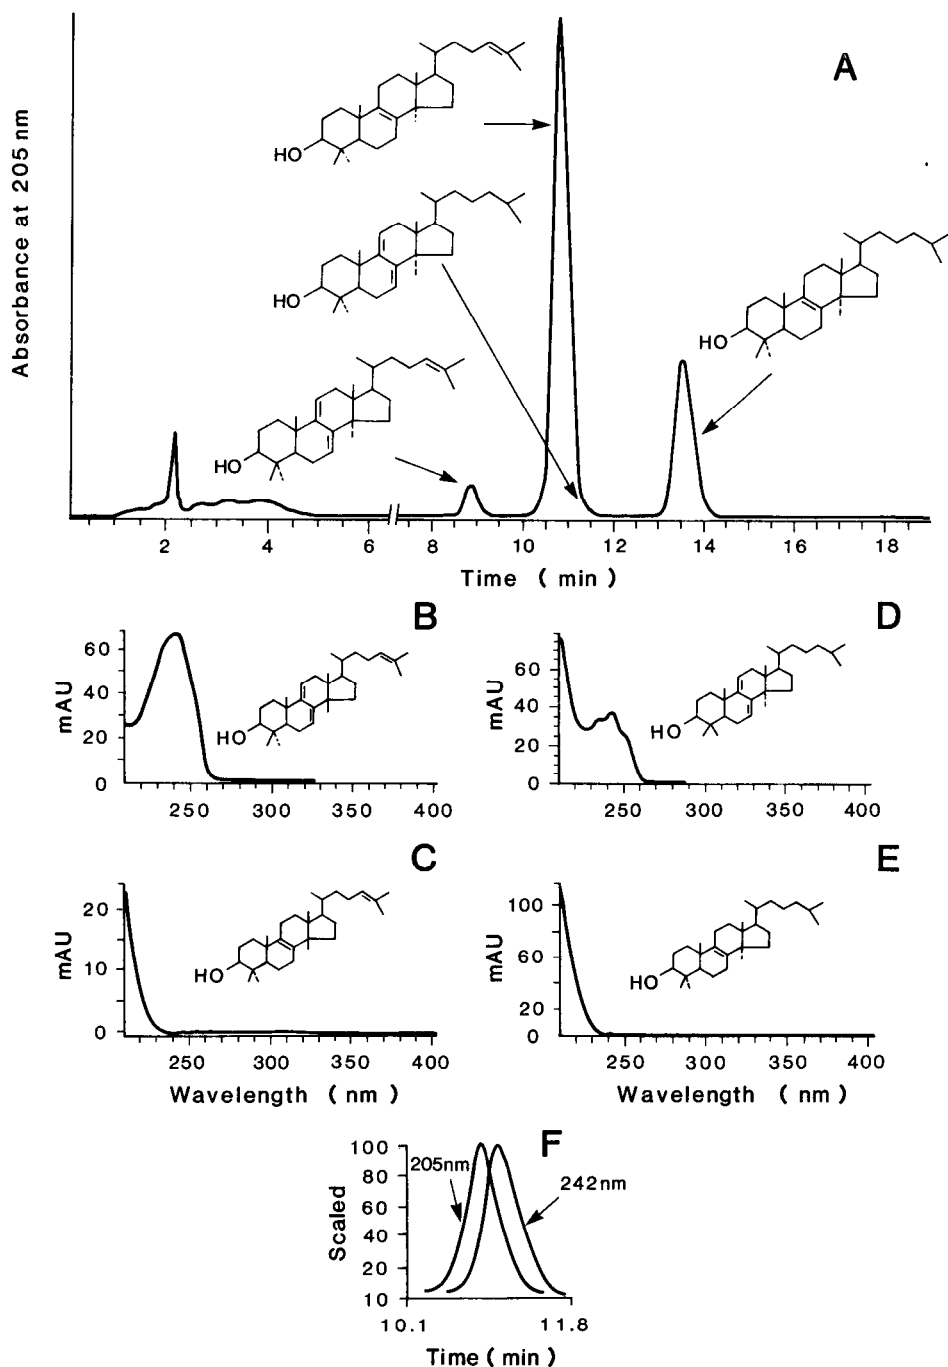 A
Absorbance at 205 nm
HO
HO
HO
HO
2 4 6 8 10 12 14 16 18
Time ( min )
B
mAU
60
40
20
0
HO
250 300 350 400
D
mAU
60
40
20
0
HO
250 300 350 400
C
mAU
20
10
0
HO
250 300 350 400
Wavelength ( nm )
E
mAU
100
60
20
0
HO
250 300 350 400
Wavelength ( nm )
F
Scaled
100
80
60
40
20
10
205nm
242nm
10.1 11.8
Time ( min )